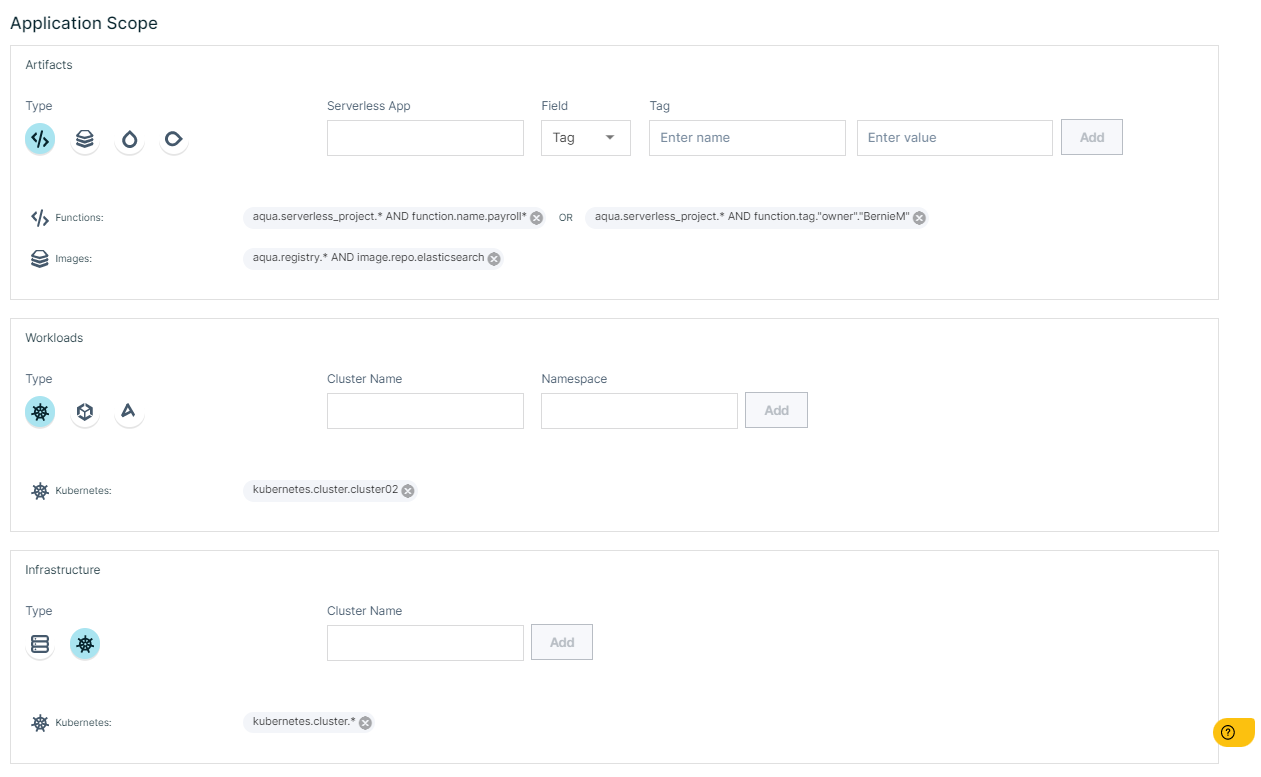 Application Scope
Artifacts
Type Serverless App Field Tag
Tag Enter name Enter value Add
Functions: aqua.serverless_project.* AND function.name.payroll* OR aqua.serverless_project.* AND function.tag."owner"."BernieM"
Images: aqua.registry.* AND image.repo.elasticsearch
Workloads
Type Cluster Name Namespace
Add
Kubernetes: kubernetes.cluster.cluster02
Infrastructure
Type Cluster Name
Add
Kubernetes: kubernetes.cluster.*